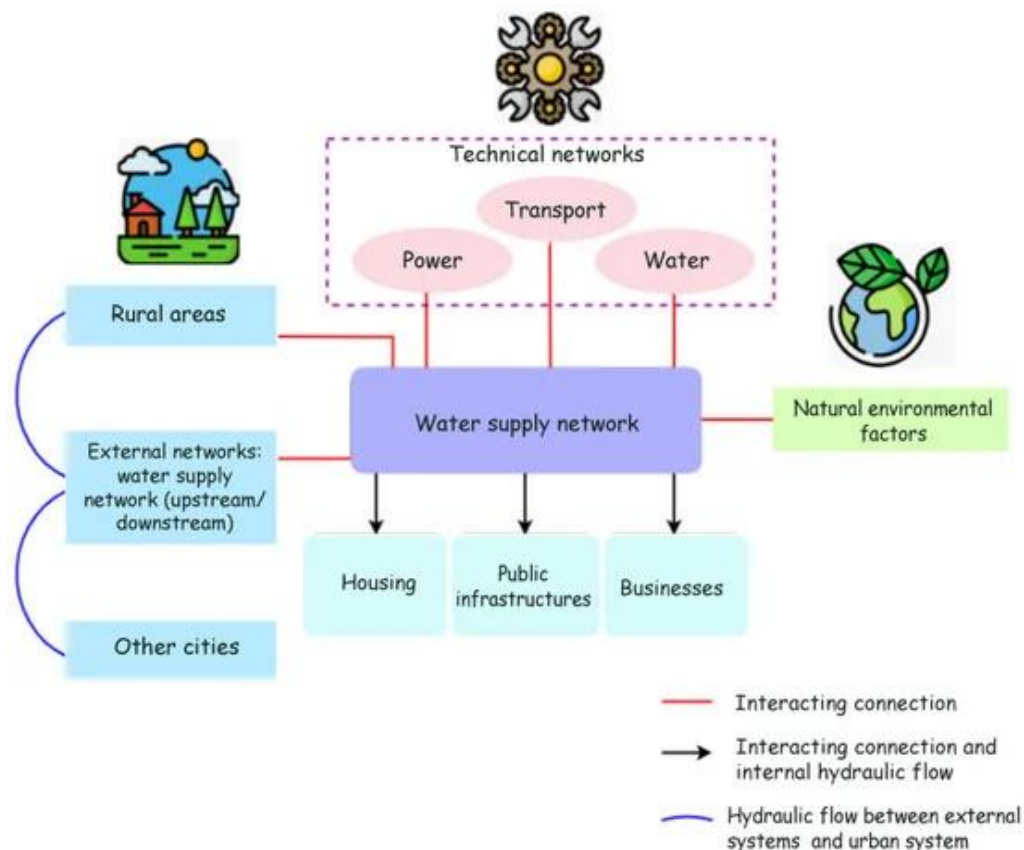 Technical networks
Transport
Power
Water
Rural areas
Water supply network
Natural environmental
factors
External networks:
water supply
network (upstream/
downstream)
Housing
Public
infrastructures
Businesses
Other cities
Interacting connection
Interacting connection and
internal hydraulic flow
Hydraulic flow between external
systems and urban system